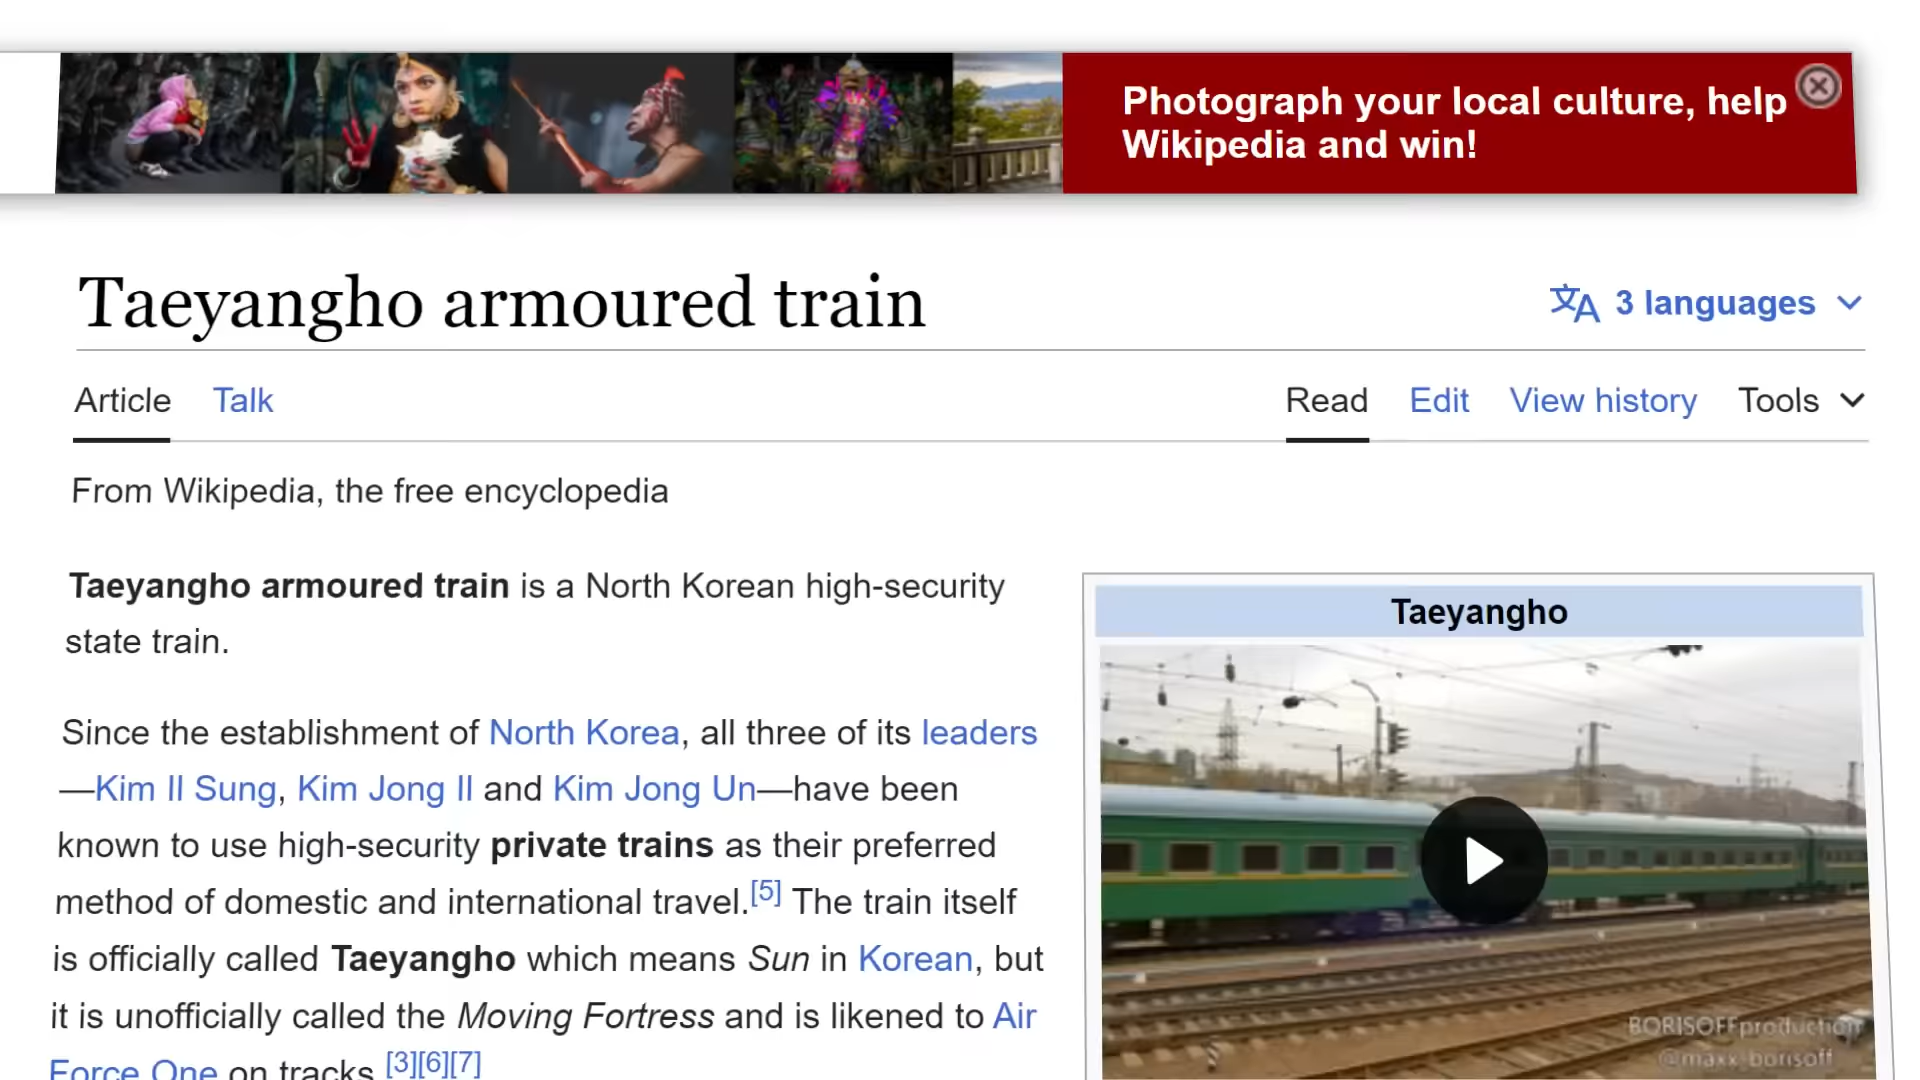 Photograph your local culture, help
Wikipedia and win!
Taeyangho armoured train
3 languages
Article Talk Read Edit View history Tools
From Wikipedia, the free encyclopedia
Taeyangho armoured train is a North Korean high-security
state train.
Taeyangho
Since the establishment of North Korea, all three of its leaders
—Kim Il Sung, Kim Jong Il and Kim Jong Un—have been
known to use high-security private trains as their preferred
method of domestic and international travel.[5] The train itself
is officially called Taeyangho which means Sun in Korean, but
it is unofficially called the Moving Fortress and is likened to Air
Force One on tracks.[3][6][7]
BORISOFFproduction
@maxx-borisoff